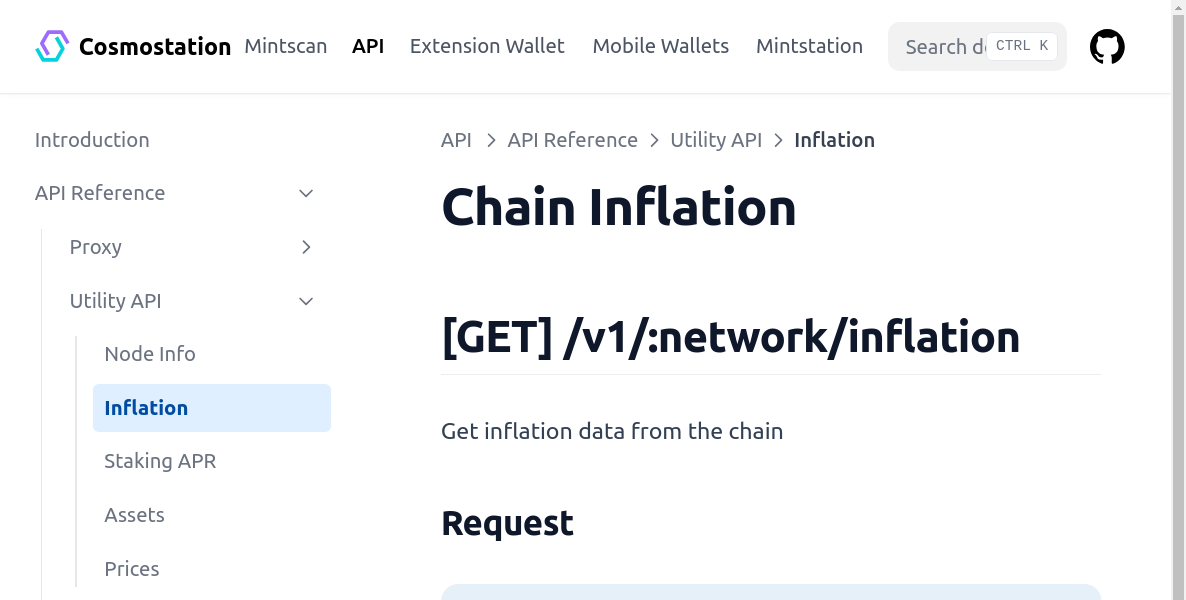 Cosmostation Mintscan API Extension Wallet Mobile Wallets Mintstation Search d CTRL K
Introduction
API Reference
Proxy
Utility API
Node Info
Inflation
Staking APR
Assets
Prices
API > API Reference > Utility API > Inflation
Chain Inflation
[GET] /v1/:network/inflation
Get inflation data from the chain
Request